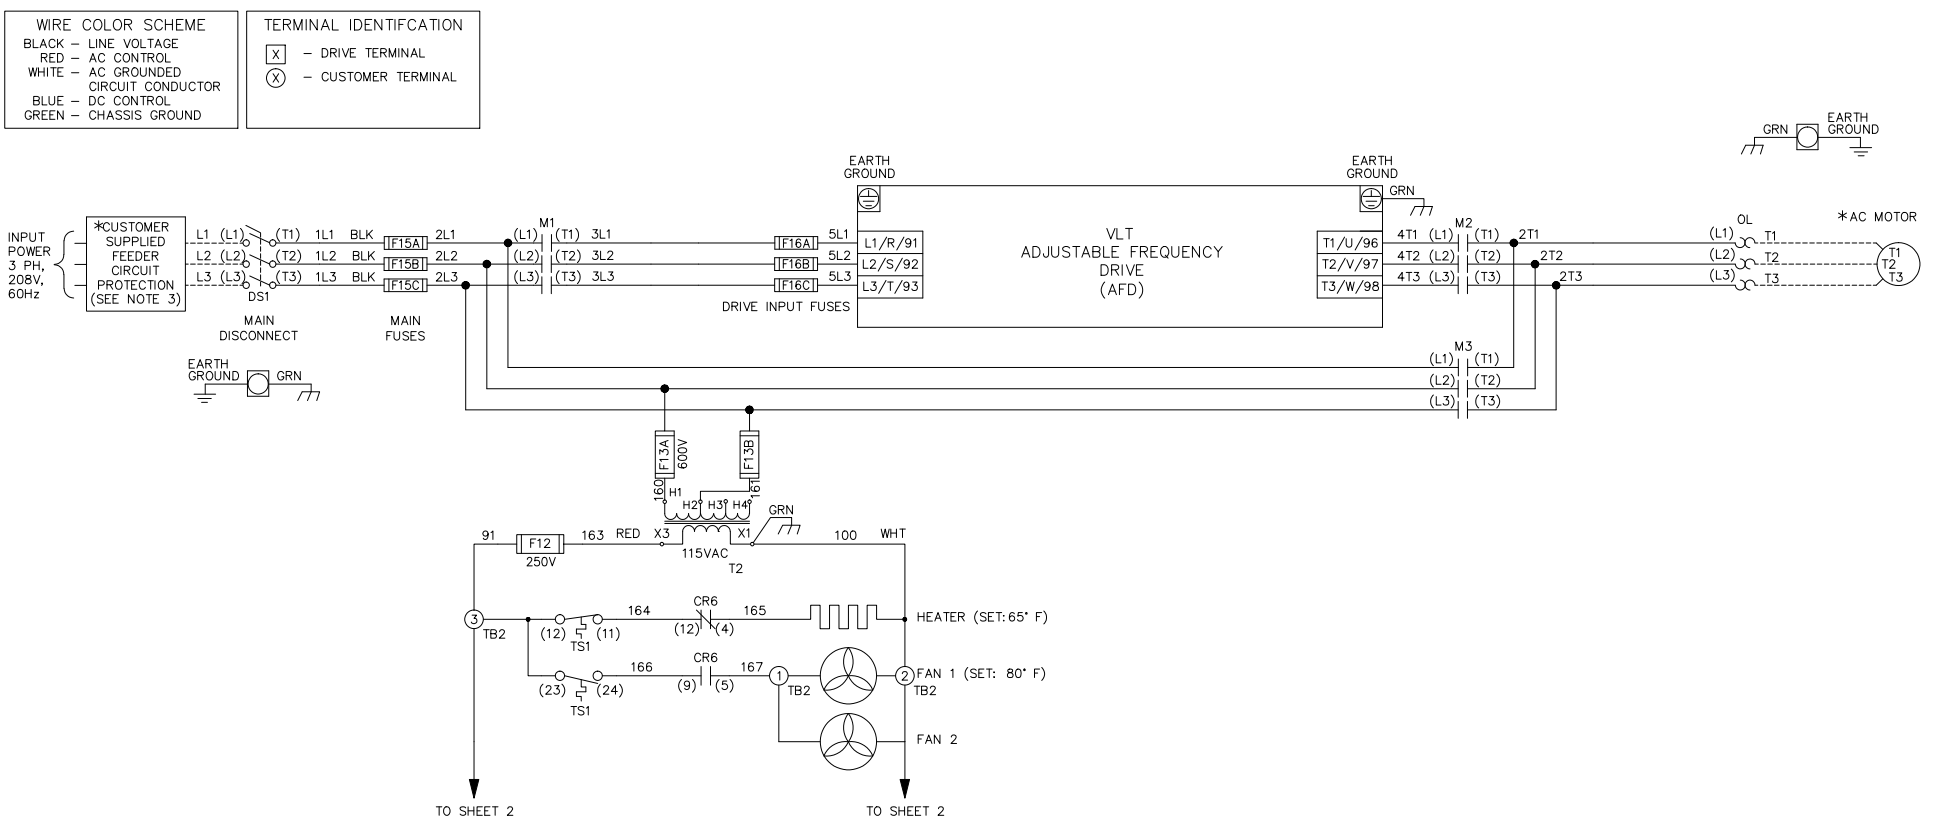 WIRE COLOR SCHEME
BLACK – LINE VOLTAGE
RED – AC CONTROL
WHITE – AC GROUNDED
CIRCUIT CONDUCTOR
BLUE – DC CONTROL
GREEN – CHASSIS GROUND
TERMINAL IDENTIFCATION
X – DRIVE TERMINAL
X – CUSTOMER TERMINAL
GRN
EARTH
GROUND
INPUT
POWER
3 PH,
208V,
60Hz
*CUSTOMER
SUPPLIED
FEEDER
CIRCUIT
PROTECTION
(SEE NOTE 3)
L1 (L1) (T1) 1L1 BLK F15A 2L1 (L1) M1 (T1) 3L1 F16A 5L1 L1/R/91
L2 (L2) (T2) 1L2 BLK F15B 2L2 (L2) (T2) 3L2 F16B 5L2 L2/S/92
L3 (L3) (T3) 1L3 BLK F15C 2L3 (L3) (T3) 3L3 F16C 5L3 L3/T/93
DS1
MAIN
DISCONNECT
MAIN
FUSES
DRIVE INPUT FUSES
EARTH
GROUND
VLT
ADJUSTABLE FREQUENCY
DRIVE
(AFD)
EARTH
GROUND
GRN
T1/U/96 4T1 (L1) M2 (T1) 2T1 (L1) OL T1
T2/V/97 4T2 (L2) (T2) 2T2 (L2) T2
T3/W/98 4T3 (L3) (T3) 2T3 (L3) T3
*AC MOTOR
T1
T2
T3
EARTH
GROUND
GRN
M3
(L1) (T1)
(L2) (T2)
(L3) (T3)
F13A
600V
F13B
160
H1
H2
H3
H4
161
GRN
91
F12
250V
163
RED
X3
X1
115VAC
T2
100
WHT
3
TB2
(12)
(11)
TS1
164
CR6
(12)
(4)
165
HEATER (SET:65° F)
(23)
(24)
TS1
166
CR6
(9)
(5)
167
1
TB2
2
TB2
FAN 1 (SET: 80° F)
FAN 2
TO SHEET 2
TO SHEET 2